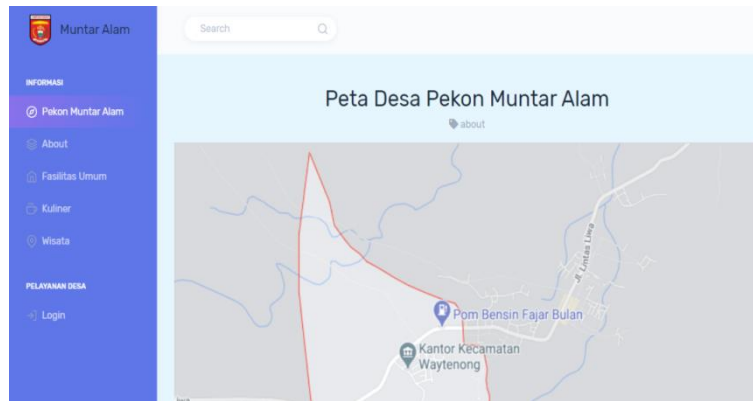 Muntar Alam
Search
INFORMASI
Pekon Muntar Alam
About
Fasilitas Umum
Kuliner
Wisata
PELAYANAN DESA
Login
Peta Desa Pekon Muntar Alam
about
Jl. Lintas Liwa
Pom Bensin Fajar Bulan
Kantor Kecamatan
Waytenong